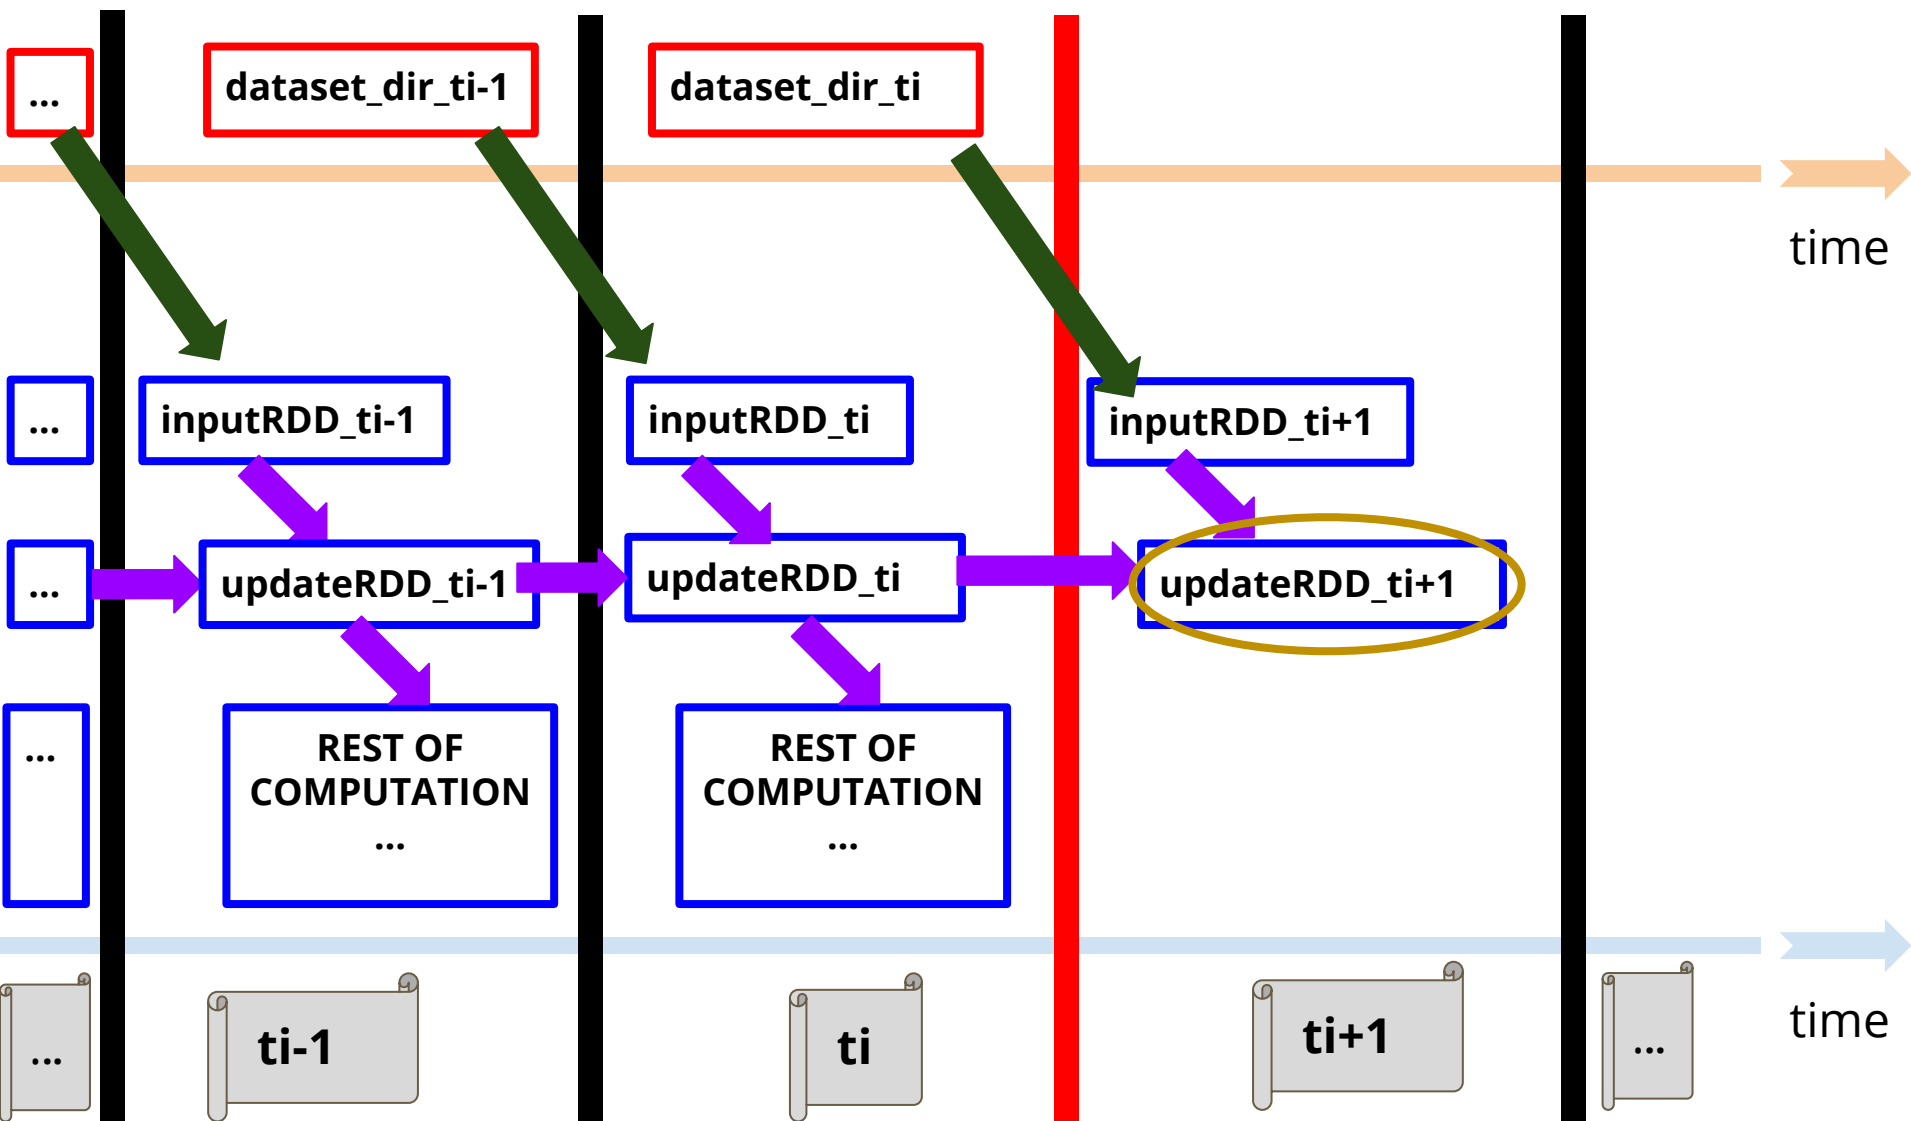 ...
dataset_dir_ti-1
dataset_dir_ti
time
...
inputRDD_ti-1
inputRDD_ti
inputRDD_ti+1
...
updateRDD_ti-1
updateRDD_ti
updateRDD_ti+1
...
REST OF
COMPUTATION
...
REST OF
COMPUTATION
...
...
ti-1
ti
ti+1
...
time